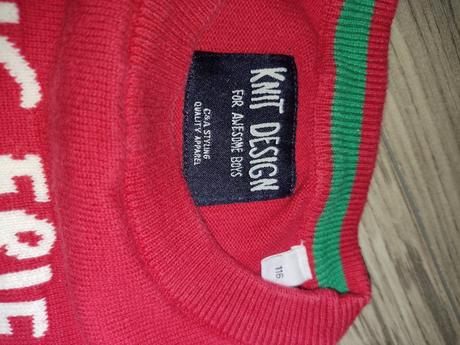 KNIT DESIGN
FOR AWESOME BOYS
C&A STYLING
QUALITY APPAREL
116